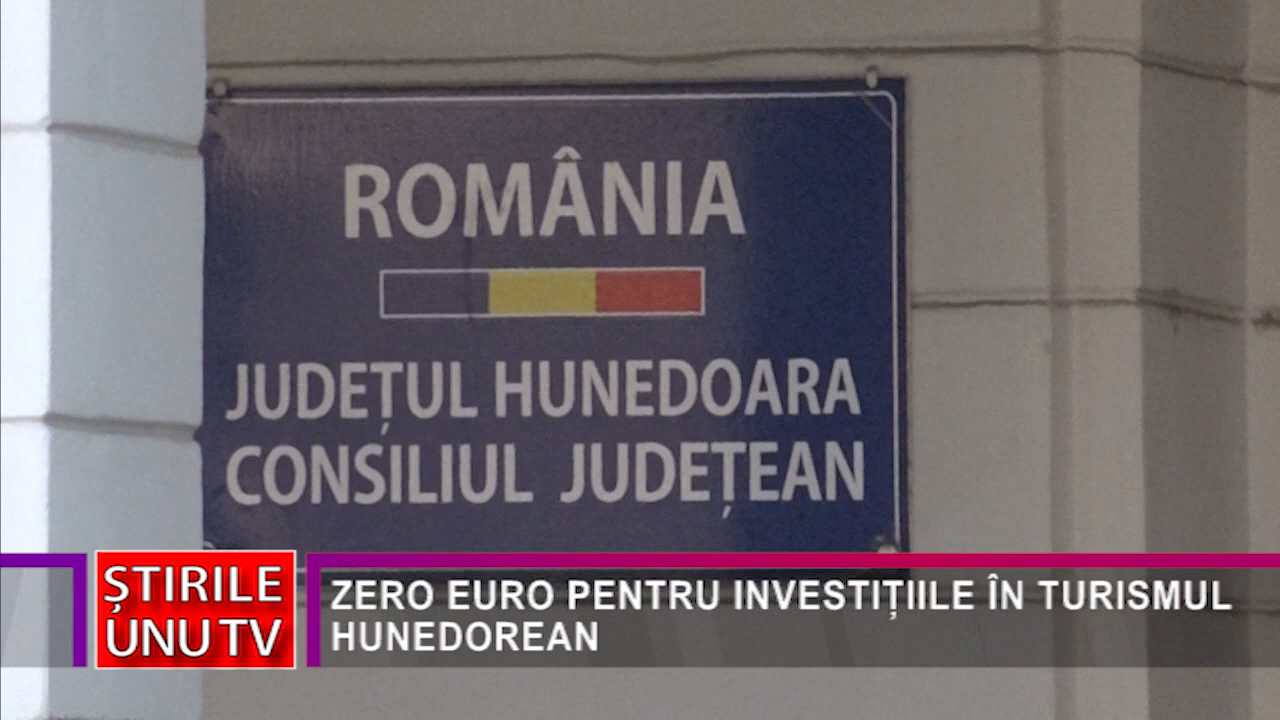 ROMÂNIA
JUDEȚUL HUNEDOARA
CONSILIUL JUDEȚEAN
ȘTIRILE
UNU TV
ZERO EURO PENTRU INVESTIȚIILE ÎN TURISMUL
HUNEDOREAN